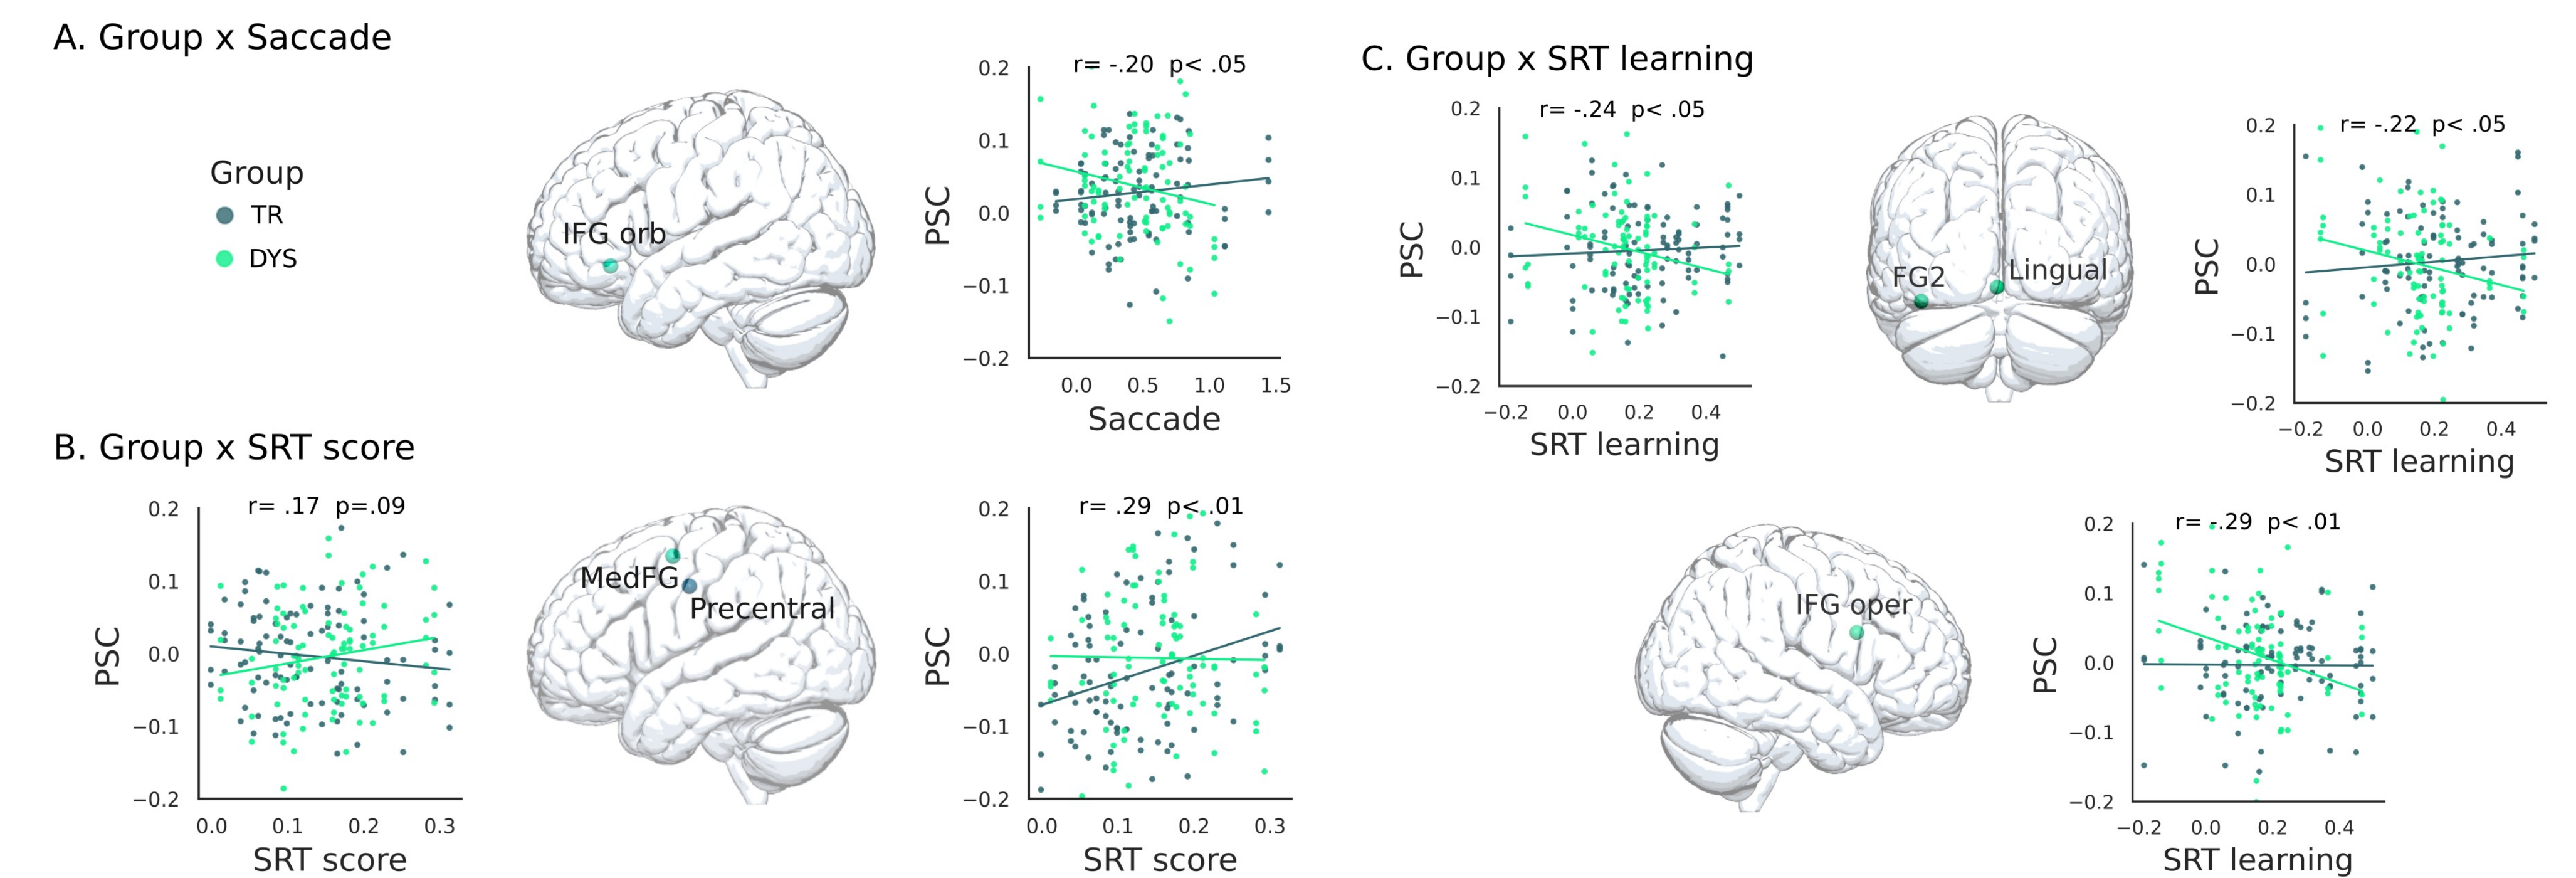 A. Group x Saccade
Group
TR
DYS
IFG orb
r= -.20 p< .05
0.2
0.1
0.0
−0.1
−0.2
PSC
0.0 0.5 1.0 1.5
Saccade
B. Group x SRT score
r= .17 p=.09
0.2
0.1
0.0
−0.1
−0.2
PSC
0.0 0.1 0.2 0.3
SRT score
MedFG
Precentral
r= .29 p< .01
0.2
0.1
0.0
−0.1
−0.2
PSC
0.0 0.1 0.2 0.3
SRT score
C. Group x SRT learning
r= -.24 p< .05
0.2
0.1
0.0
−0.1
−0.2
PSC
−0.2 0.0 0.2 0.4
SRT learning
FG2
Lingual
r= -.22 p< .05
0.2
0.1
0.0
−0.1
−0.2
PSC
−0.2 0.0 0.2 0.4
SRT learning
IFG oper
r= -.29 p< .01
0.2
0.1
0.0
−0.1
−0.2
PSC
−0.2 0.0 0.2 0.4
SRT learning